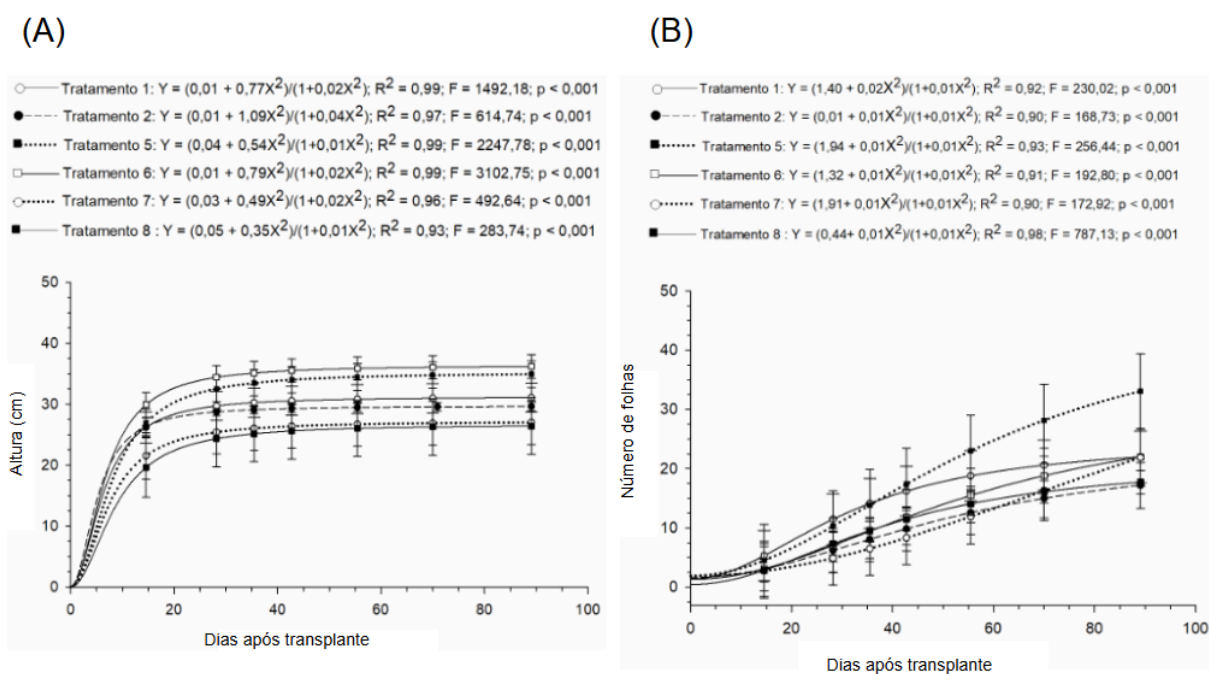 (A)
Tratamento 1: Y = (0,01 + 0,77X²)/(1+0,02X²); R² = 0,99; F = 1492,18; p < 0,001
Tratamento 2: Y = (0,01 + 1,09X²)/(1+0,04X²); R² = 0,97; F = 614,74; p < 0,001
Tratamento 5: Y = (0,04 + 0,54X²)/(1+0,01X²); R² = 0,99; F = 2247,78; p < 0,001
Tratamento 6: Y = (0,01 + 0,79X²)/(1+0,02X²); R² = 0,99; F = 3102,75; p < 0,001
Tratamento 7: Y = (0,03 + 0,49X²)/(1+0,02X²); R² = 0,96; F = 492,64; p < 0,001
Tratamento 8 : Y = (0,05 + 0,35X²)/(1+0,01X²); R² = 0,93; F = 283,74; p < 0,001
50
40
30
20
10
0
Altura (cm)
0 20 40 60 80 100
Dias após transplante
(B)
Tratamento 1: Y = (1,40 + 0,02X²)/(1+0,01X²); R² = 0,92; F = 230,02; p < 0,001
Tratamento 2: Y = (0,01 + 0,01X²)/(1+0,01X²); R² = 0,90; F = 168,73; p < 0,001
Tratamento 5: Y = (1,94 + 0,01X²)/(1+0,01X²); R² = 0,93; F = 256,44; p < 0,001
Tratamento 6: Y = (1,32 + 0,01X²)/(1+0,01X²); R² = 0,91; F = 192,80; p < 0,001
Tratamento 7: Y = (1,91+ 0,01X²)/(1+0,01X²); R² = 0,90; F = 172,92; p < 0,001
Tratamento 8 : Y = (0,44+ 0,01X²)/(1+0,01X²); R² = 0,98; F = 787,13; p < 0,001
50
40
30
20
10
0
Número de folhas
0 20 40 60 80 100
Dias após transplante